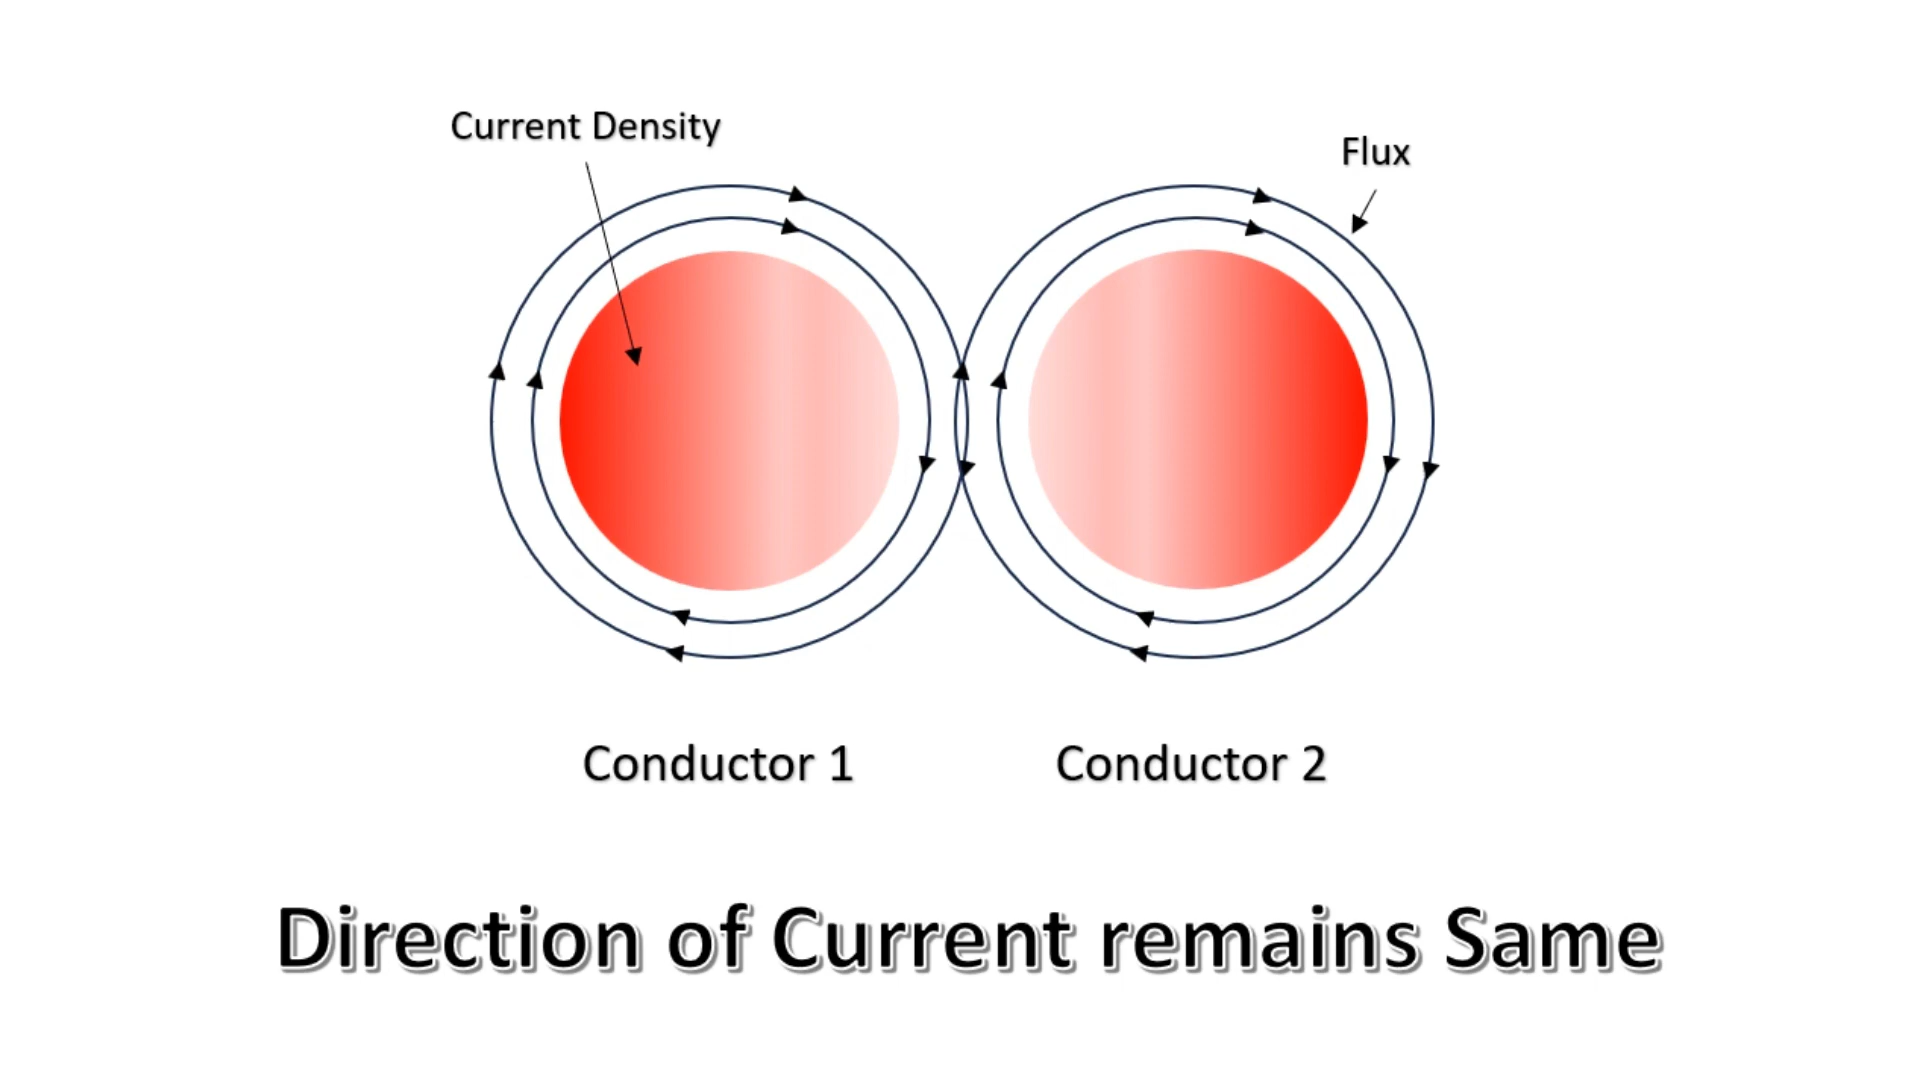 Current Density
Flux
Conductor 1
Conductor 2
Direction of Current remains Same